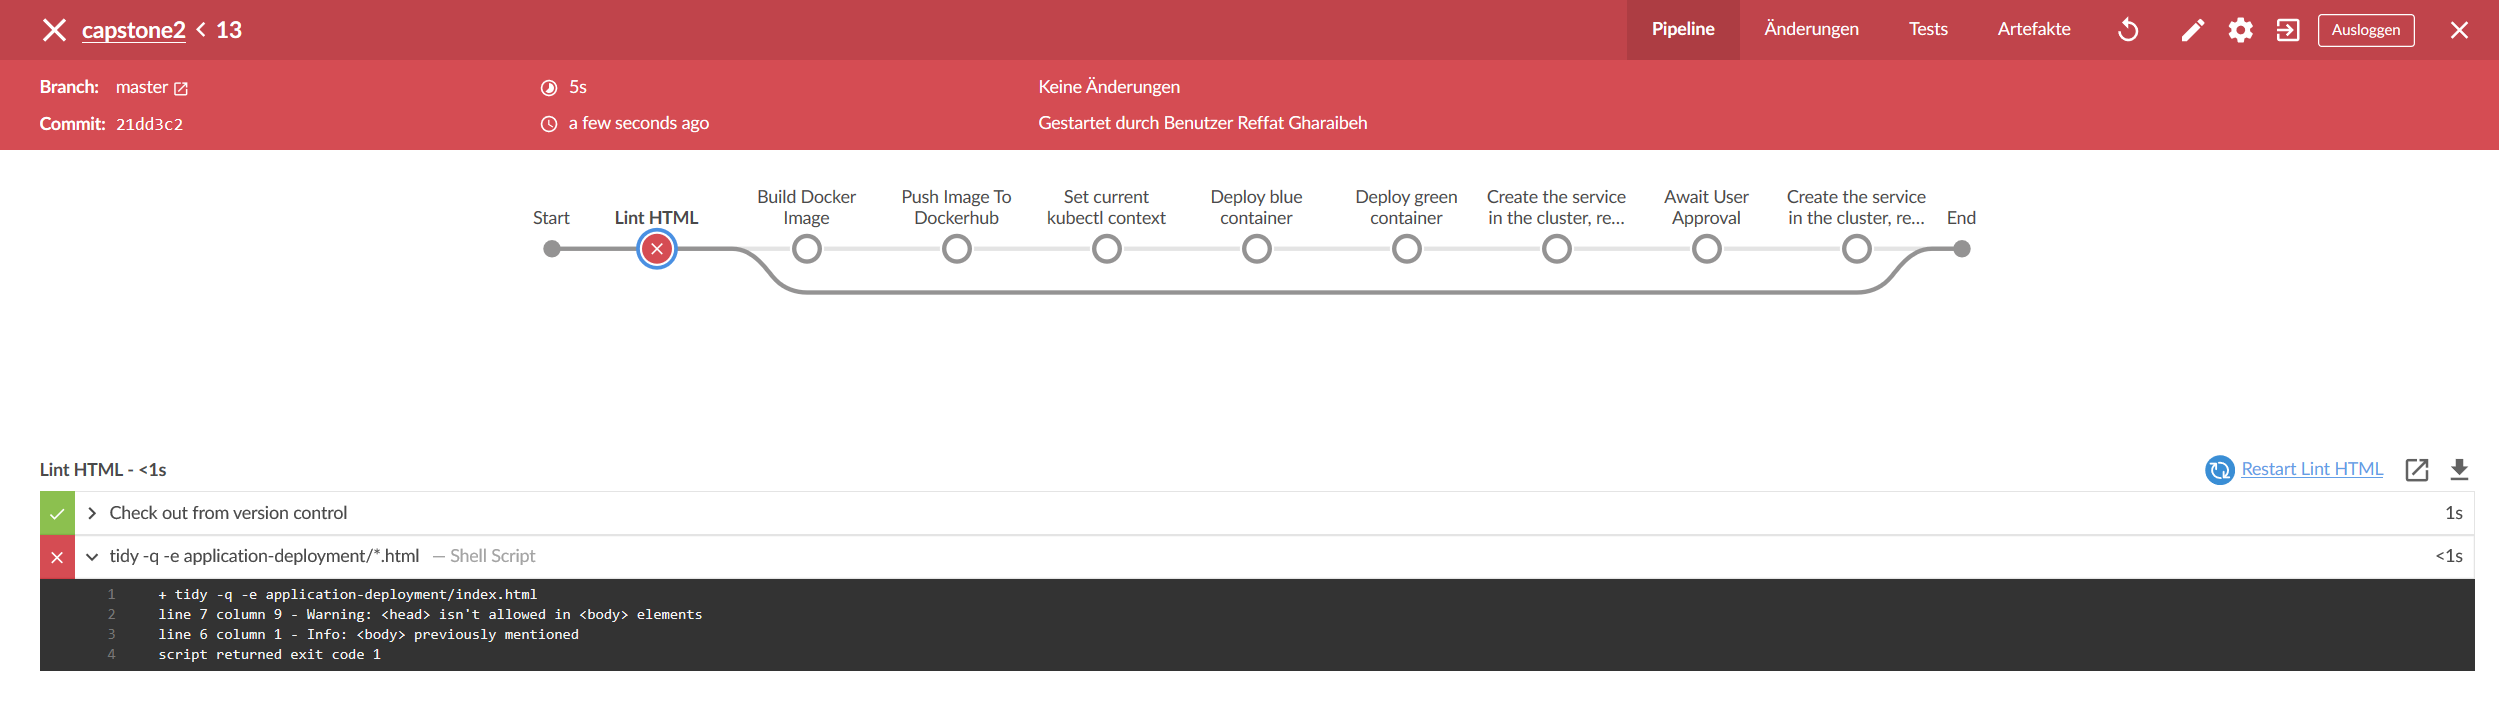 capstone2 < 13
Pipeline
Änderungen
Tests
Artefakte
Ausloggen
Branch: master
5s
Keine Änderungen
Commit: 21dd3c2
a few seconds ago
Gestartet durch Benutzer Reffat Gharaibeh
Start
Lint HTML
Build Docker
Image
Push Image To
Dockerhub
Set current
kubectl context
Deploy blue
container
Deploy green
container
Create the service
in the cluster, re...
Await User
Approval
Create the service
in the cluster, re...
End
Lint HTML - <1s
Restart Lint HTML
Check out from version control
1s
tidy -q -e application-deployment/*.html — Shell Script
<1s
1 + tidy -q -e application-deployment/index.html
2 line 7 column 9 - Warning: <head> isn't allowed in <body> elements
3 line 6 column 1 - Info: <body> previously mentioned
4 script returned exit code 1